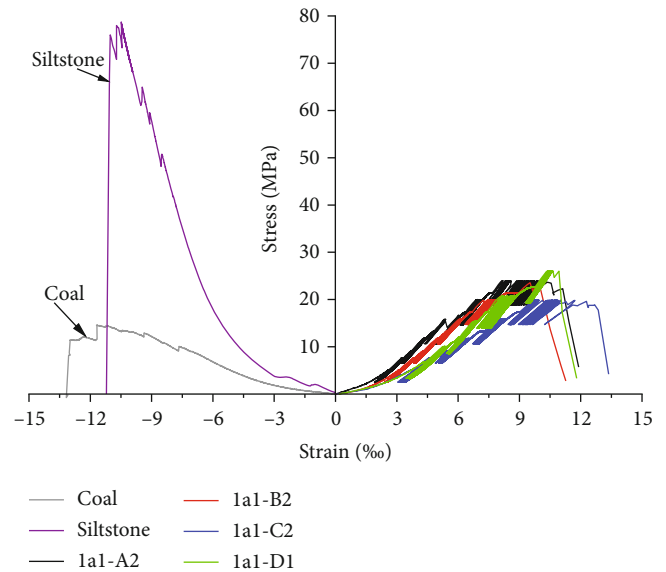 80
70
60
50
40
30
20
10
Stress (MPa)
Siltstone
Coal
−15 −12 −9 −6 −3 0 3 6 9 12 15
Strain (‰)
Coal 1a1-B2
Siltstone 1a1-C2
1a1-A2 1a1-D1